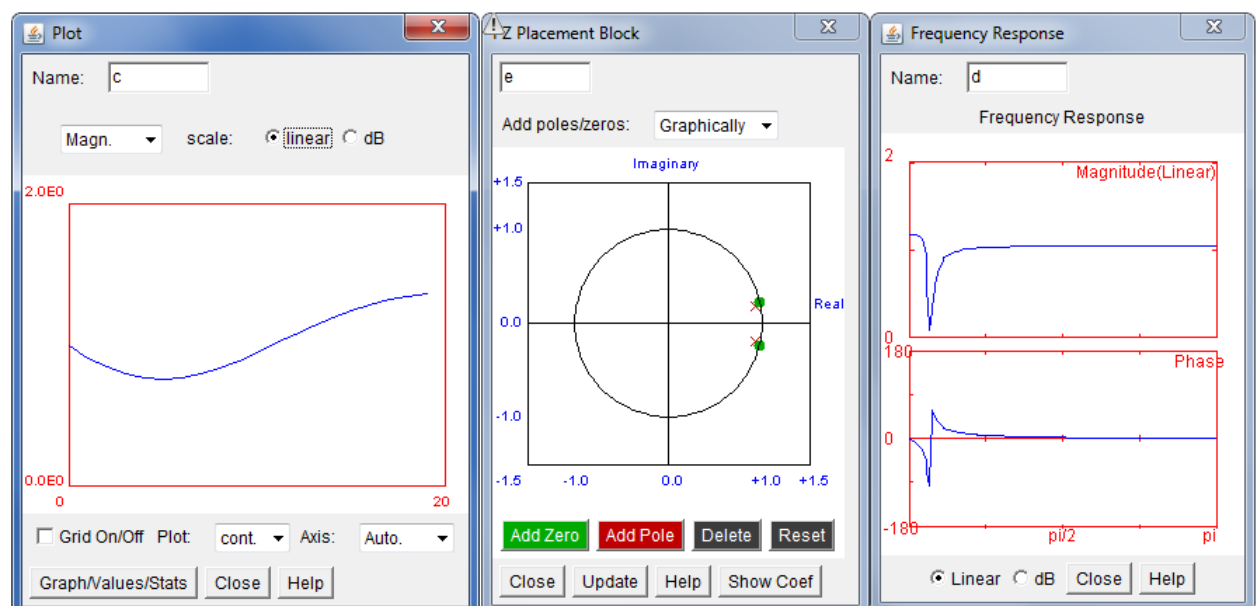 Plot
Name: c
Magn. scale: linear dB
2.0E0
0.0E0
0 20
Grid On/Off Plot: cont. Axis: Auto.
Graph/Values/Stats Close Help
Z Placement Block
e
Add poles/zeros: Graphically
Imaginary
+1.5
+1.0
Real
0.0
-1.0
-1.5 -1.0 0.0 +1.0 +1.5
Add Zero Add Pole Delete Reset
Close Update Help Show Coef
Frequency Response
Name: d
Frequency Response
2
Magnitude(Linear)
0
180
Phase
0
-180 pi/2 pi
Linear dB Close Help